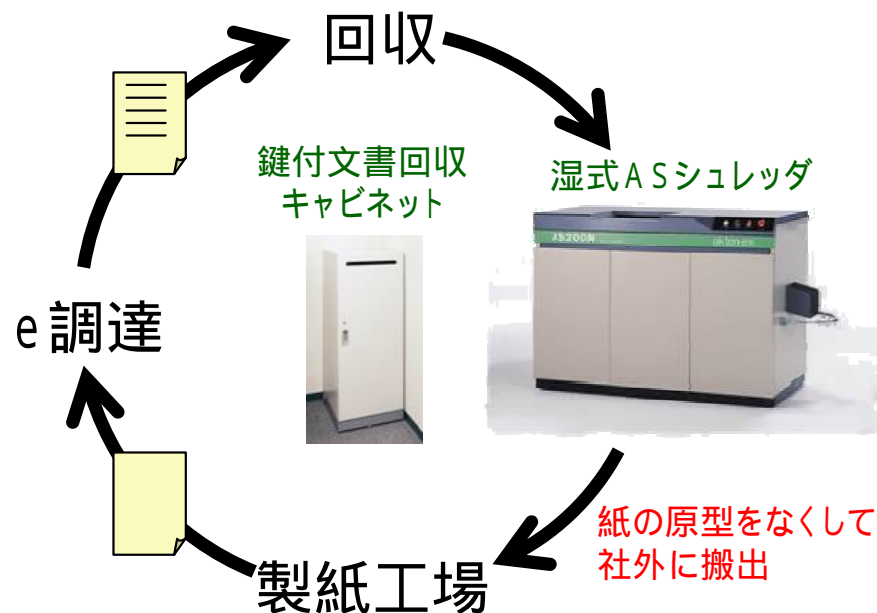 回収
鍵付文書回収
キャビネット
湿式ASシュレッダ
AS200N
e調達
紙の原型をなくして
社外に搬出
製紙工場